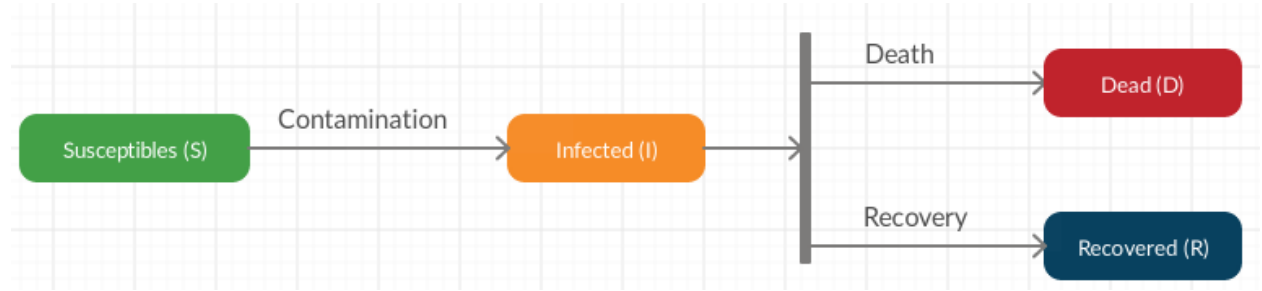 Susceptibles (S)
Contamination
Infected (I)
Death
Dead (D)
Recovery
Recovered (R)